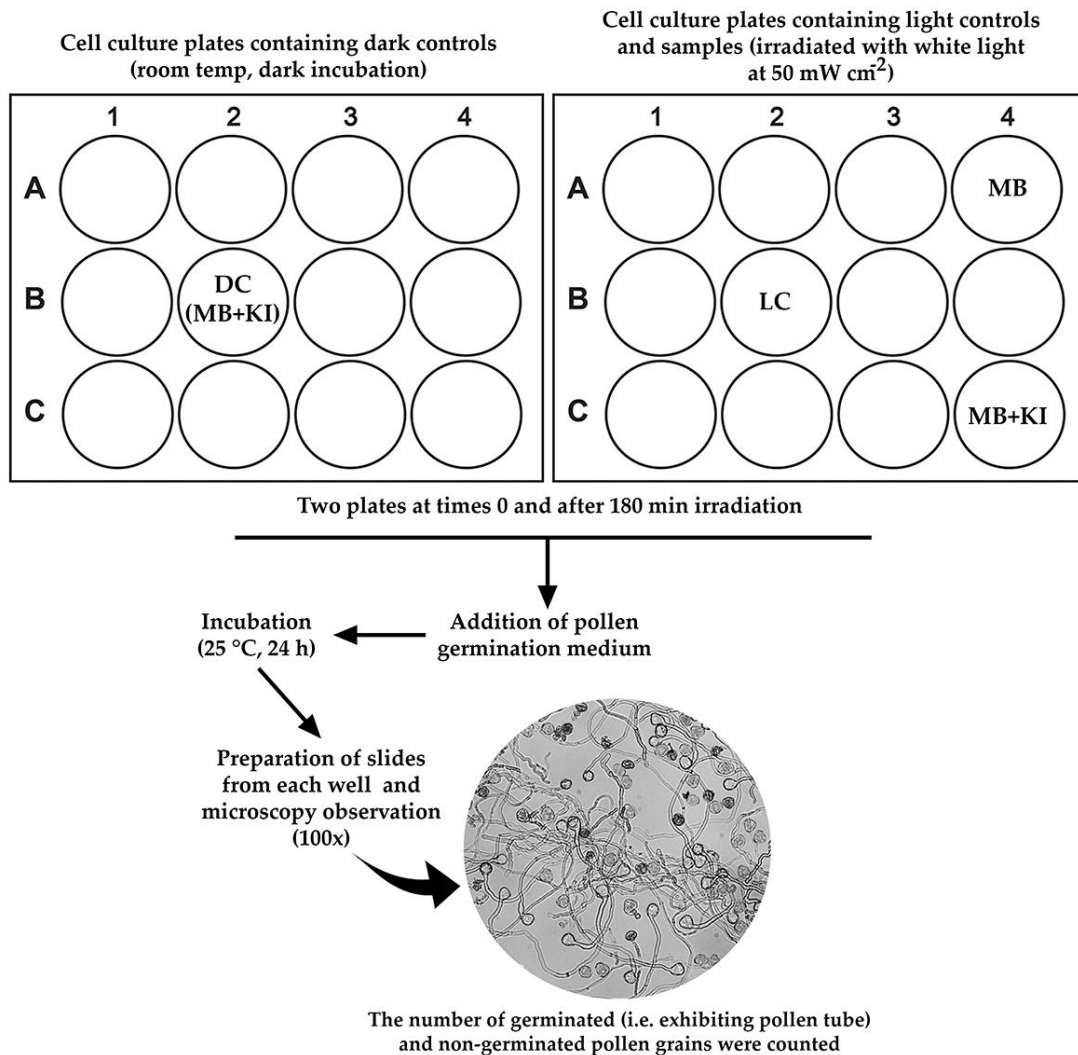 Cell culture plates containing dark controls
(room temp, dark incubation)
Cell culture plates containing light controls
and samples (irradiated with white light
at 50 mW cm⁻²)
1 2 3 4
A
B DC
(MB+KI)
C
1 2 3 4
A MB
B LC
C MB+KI
Two plates at times 0 and after 180 min irradiation
Addition of pollen
germination medium
Incubation
(25 °C, 24 h)
Preparation of slides
from each well and
microscopy observation
(100x)
The number of germinated (i.e. exhibiting pollen tube)
and non-germinated pollen grains were counted